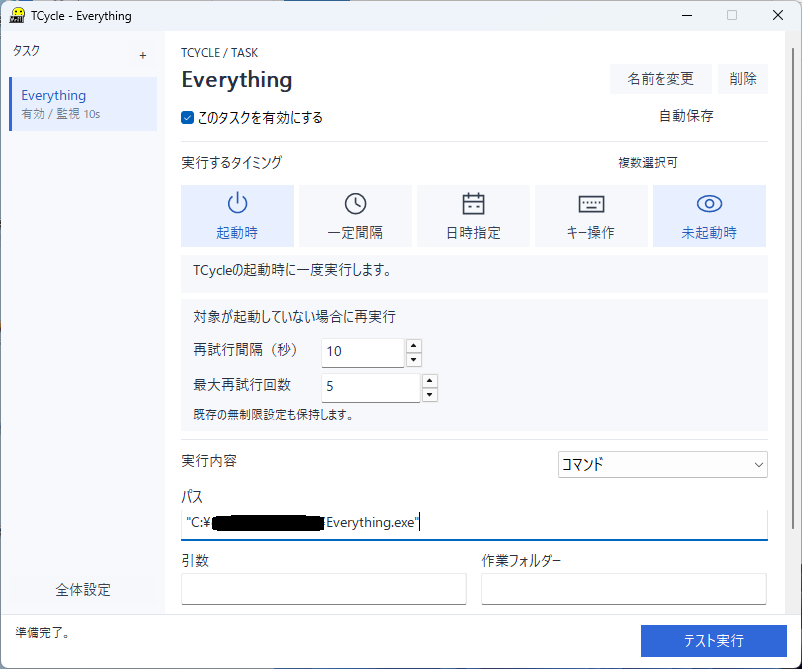 TCycle - Everything
タスク
+
Everything
有効 / 監視 10s
TCYCLE / TASK
Everything
名前を変更
削除
このタスクを有効にする
自動保存
実行するタイミング
複数選択可
起動時
一定間隔
日時指定
キー操作
未起動時
TCycleの起動時に一度実行します。
対象が起動していない場合に再実行
再試行間隔（秒）
10
最大再試行回数
5
既存の無制限設定も保持します。
実行内容
コマンド
パス
"C:¥ Everything.exe"
引数
作業フォルダー
全体設定
準備完了。
テスト実行